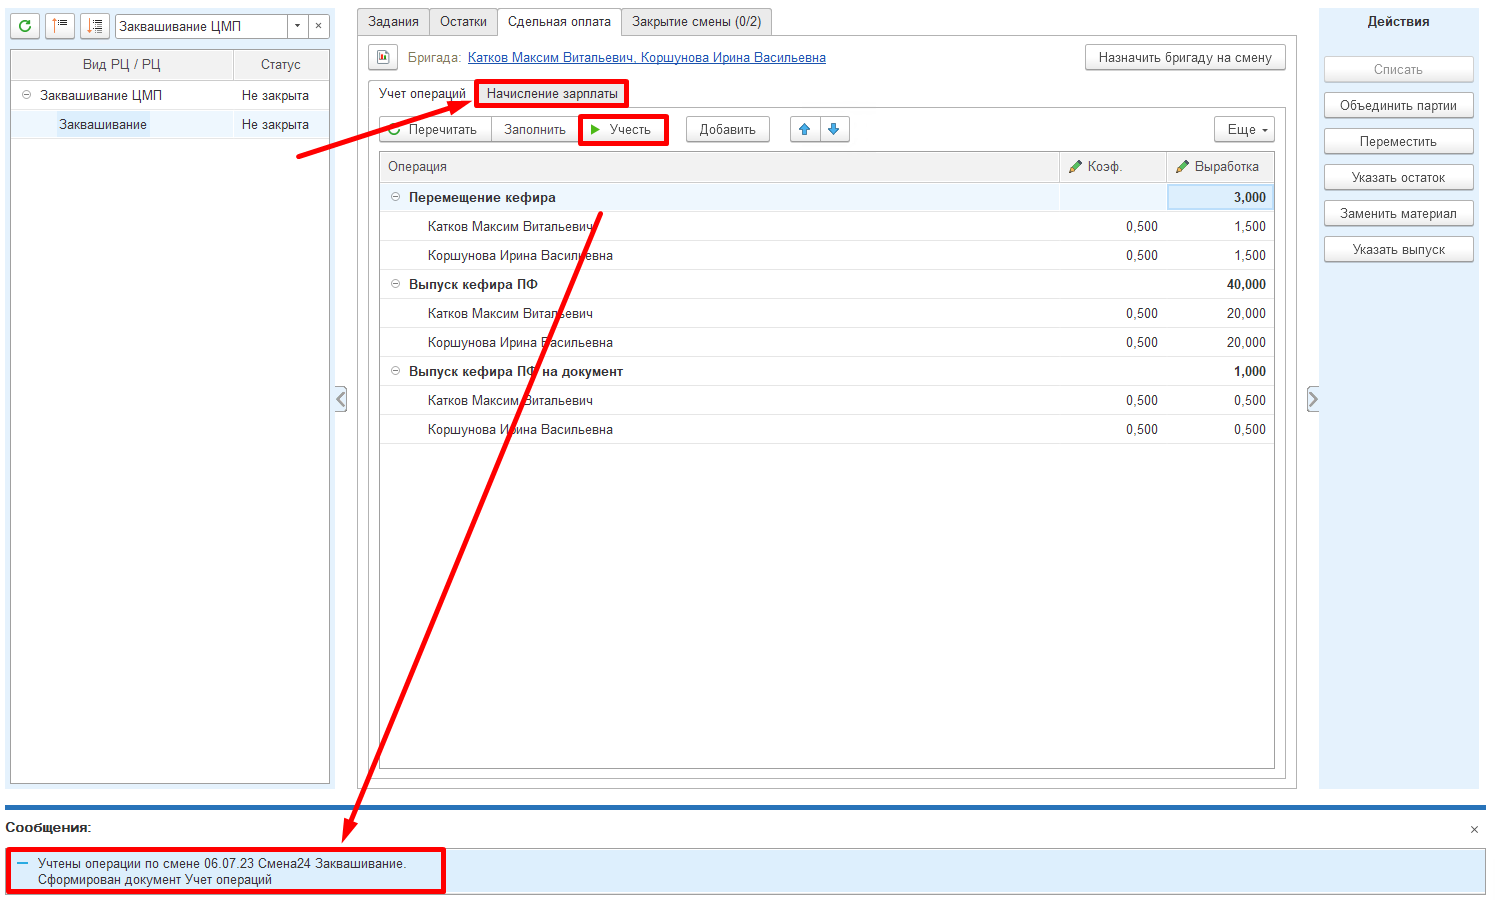 Заквашивание ЦМП
Вид РЦ / РЦ Статус
Заквашивание ЦМП Не закрыта
Заквашивание Не закрыта
Задания Остатки Сдельная оплата Закрытие смены (0/2)
Бригада: Катков Максим Витальевич, Коршунова Ирина Васильевна Назначить бригаду на смену
Учет операций Начисление зарплаты
Перечитать Заполнить Учесть Добавить Еще
Операция Коэф. Выработка
Перемещение кефира 3,000
Катков Максим Витальевич 0,500 1,500
Коршунова Ирина Васильевна 0,500 1,500
Выпуск кефира ПФ 40,000
Катков Максим Витальевич 0,500 20,000
Коршунова Ирина Васильевна 0,500 20,000
Выпуск кефира ПФ на документ 1,000
Катков Максим Витальевич 0,500 0,500
Коршунова Ирина Васильевна 0,500 0,500
Действия
Списать
Объединить партии
Переместить
Указать остаток
Заменить материал
Указать выпуск
Сообщения:
Учтены операции по смене 06.07.23 Смена24 Заквашивание.
Сформирован документ Учет операций